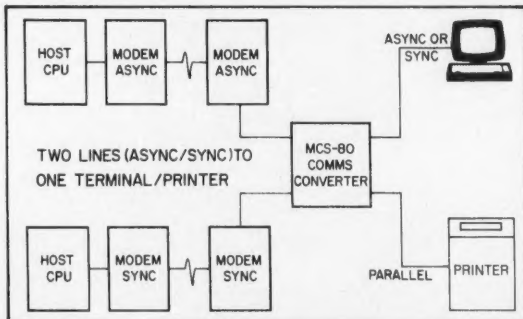 HOST
CPU
MODEM
ASYNC
MODEM
ASYNC
ASYNC OR
SYNC
TWO LINES (ASYNC/SYNC) TO
ONE TERMINAL/PRINTER
MCS-80
COMMS
CONVERTER
HOST
CPU
MODEM
SYNC
MODEM
SYNC
PARALLEL
PRINTER